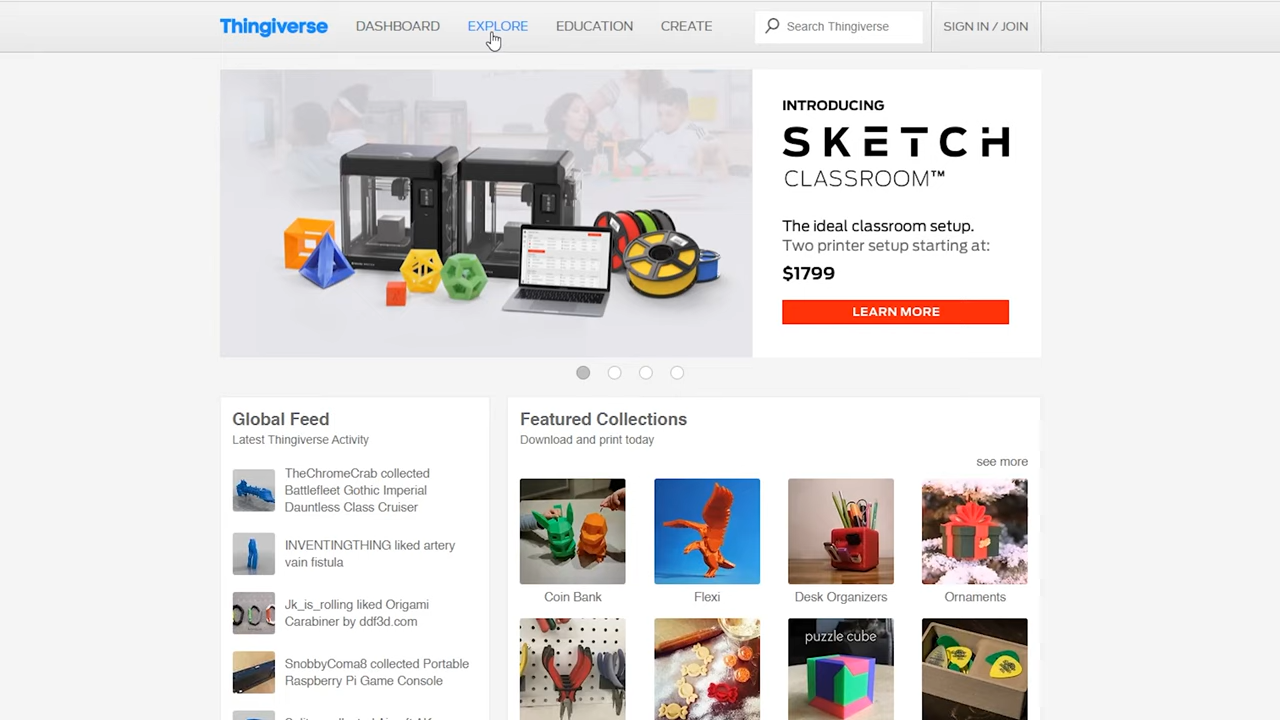 Thingiverse
DASHBOARD
EXPLORE
EDUCATION
CREATE
Search Thingiverse
SIGN IN / JOIN
INTRODUCING
SKETCH
CLASSROOM™
The ideal classroom setup.
Two printer setup starting at:
$1799
LEARN MORE
Global Feed
Latest Thingiverse Activity
TheChromeCrab collected
Battlefleet Gothic Imperial
Dauntless Class Cruiser
INVENTINGTHING liked artery
vain fistula
Jk_is_rolling liked Origami
Carabiner by ddf3d.com
SnobbyComa8 collected Portable
Raspberry Pi Game Console
Featured Collections
Download and print today
see more
Coin Bank
Flexi
Desk Organizers
Ornaments
puzzle cube